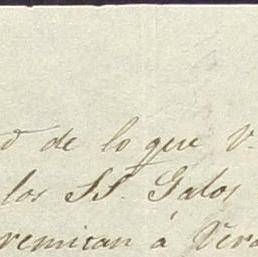 d de lo que V.
los SS. Galos
remitan á Vera